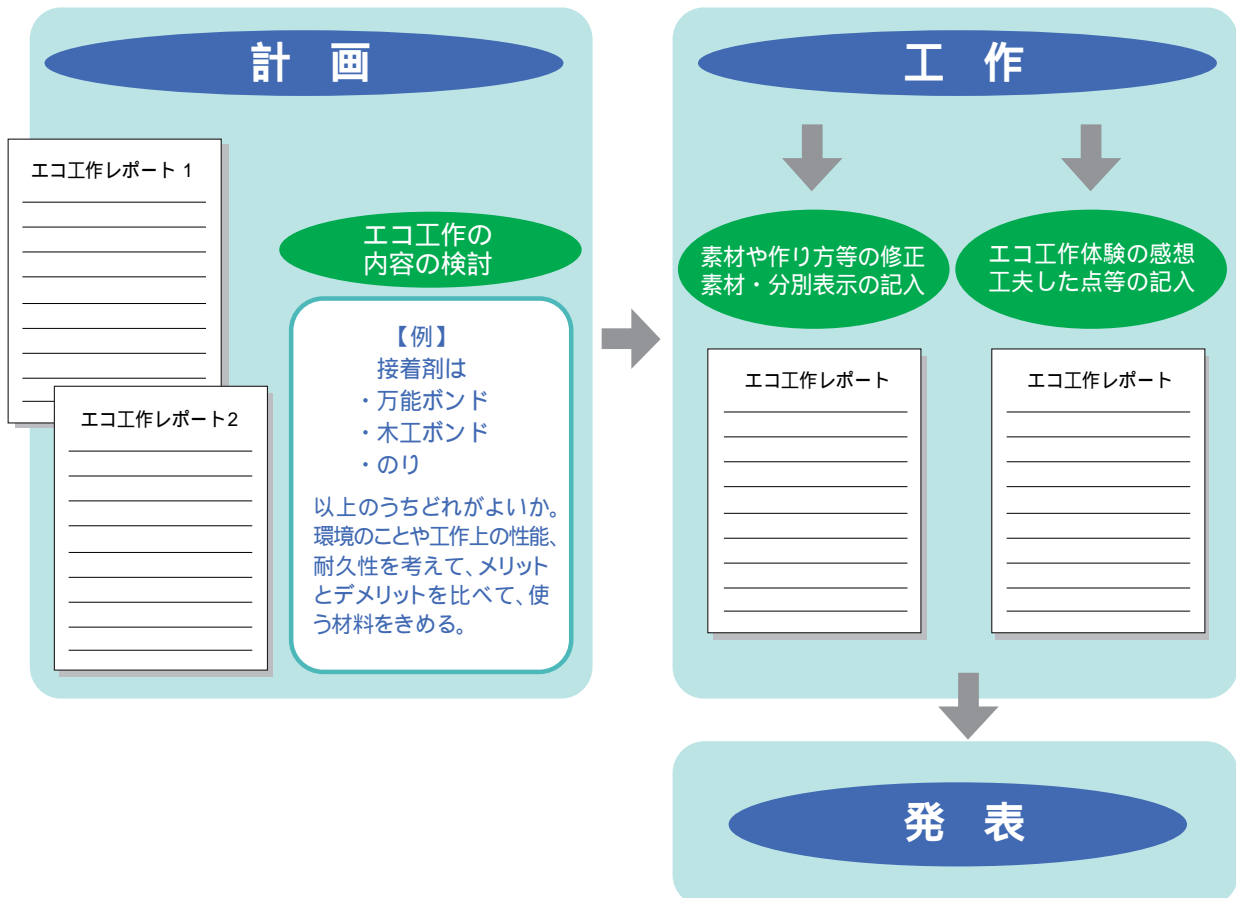 計 画
エコ工作レポート 1
エコ工作レポート2
エコ工作の
内容の検討
【例】
接着剤は
・万能ボンド
・木工ボンド
・のり
以上のうちどれがよいか。
環境のことや工作上の性能、
耐久性を考えて、メリット
とデメリットを比べて、使
う材料をきめる。
工 作
素材や作り方等の修正
素材・分別表示の記入
エコ工作レポート
エコ工作体験の感想
工夫した点等の記入
エコ工作レポート
発 表